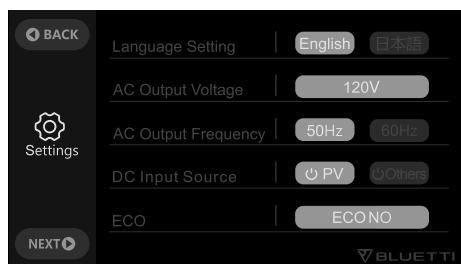 BACK
Language Setting English 日本語
AC Output Voltage 120V
AC Output Frequency 50Hz 60Hz
Settings
DC Input Source PV Others
ECO ECO NO
NEXT
BLUETTI